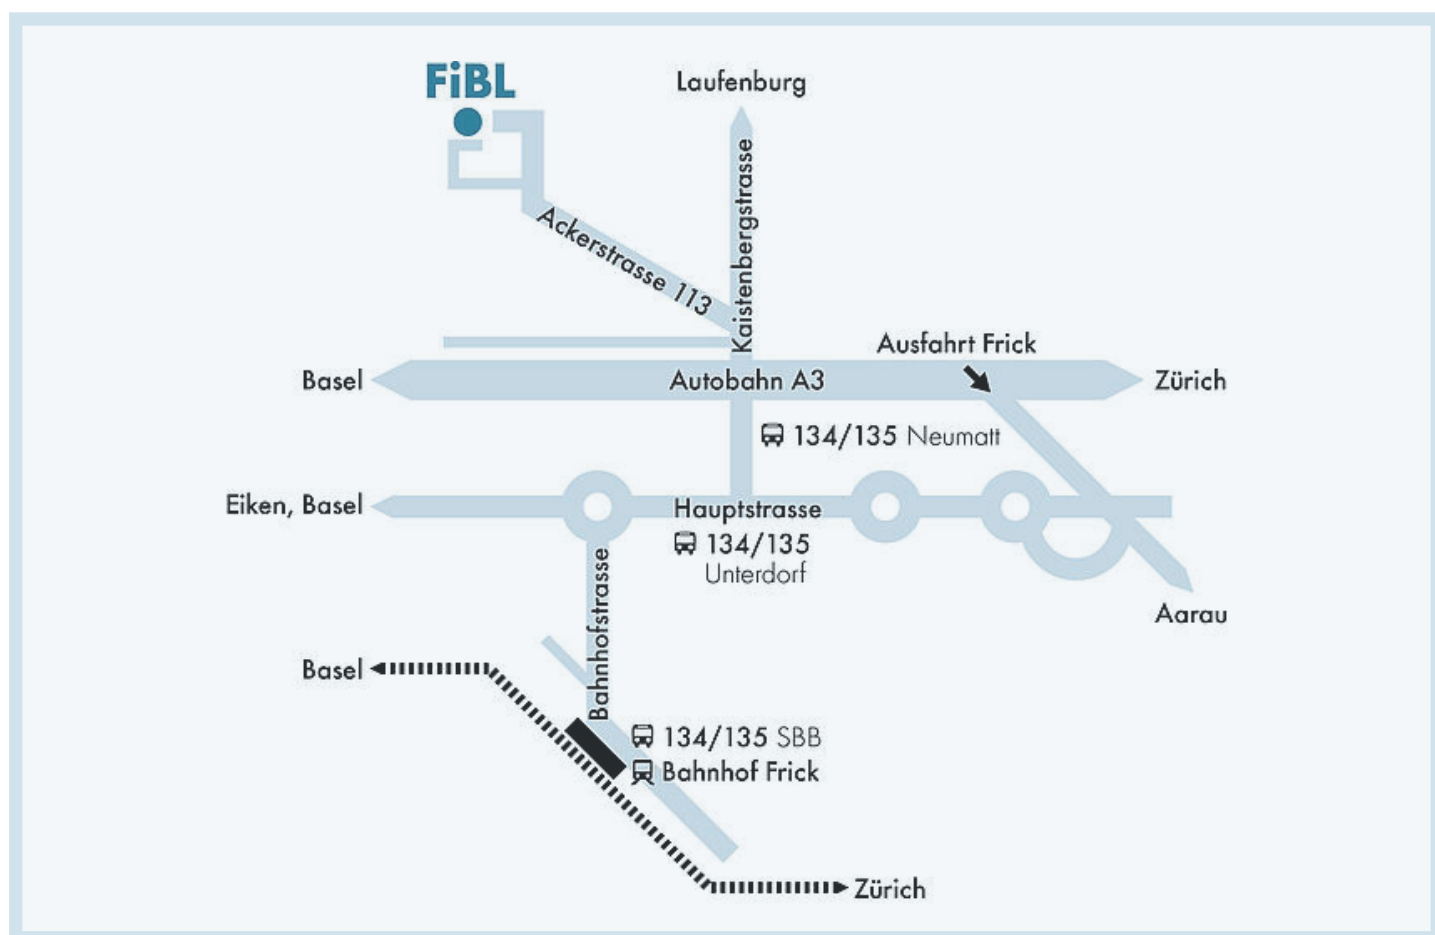 FiBL
Laufenburg
Kaistenbergstrasse
Ackerstrasse 113
Ausfahrt Frick
Basel
Autobahn A3
Zürich
134/135 Neumatt
Eiken, Basel
Hauptstrasse
134/135
Unterdorf
Bahnhofstrasse
Aarau
Basel
134/135 SBB
Bahnhof Frick
Zürich